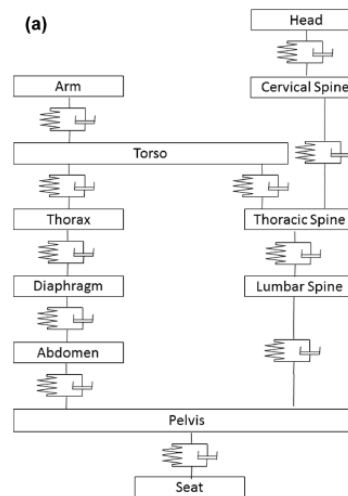 (a)
Head
Arm
Cervical Spine
Torso
Thorax
Thoracic Spine
Diaphragm
Lumbar Spine
Abdomen
Pelvis
Seat